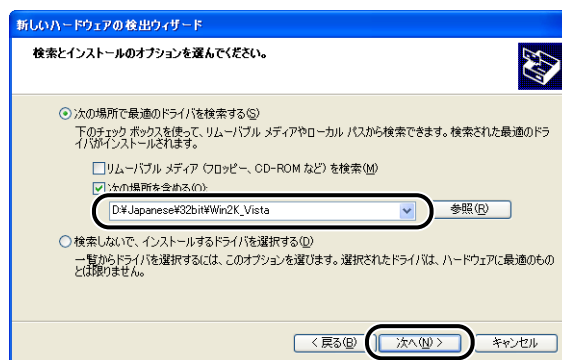 新しいハードウェアの検出ウィザード
検索とインストールのオプションを選んでください。
次の場所で最適のドライバを検索する(S)
下のチェック ボックスを使って、リムーバブル メディアやローカル パスから検索できます。検索された最適のドラ
イバがインストールされます。
リムーバブル メディア (フロッピー、CD-ROM など) を検索(M)
次の場所を含める(O)
D:¥Japanese¥32bit¥Win2K_Vista
参照(R)
検索しないで、インストールするドライバを選択する(D)
一覧からドライバを選択するには、このオプションを選びます。選択されたドライバは、ハードウェアに最適のもの
とは限りません。
< 戻る(B)
次へ(N) >
キャンセル